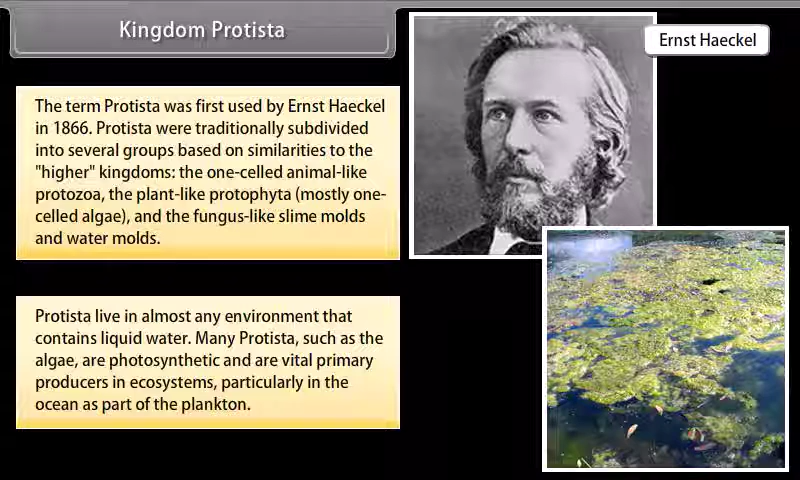 Kingdom Protista
Ernst Haeckel
The term Protista was first used by Ernst Haeckel
in 1866. Protista were traditionally subdivided
into several groups based on similarities to the
"higher" kingdoms: the one-celled animal-like
protozoa, the plant-like protophyta (mostly one-
celled algae), and the fungus-like slime molds
and water molds.
Protista live in almost any environment that
contains liquid water. Many Protista, such as the
algae, are photosynthetic and are vital primary
producers in ecosystems, particularly in the
ocean as part of the plankton.